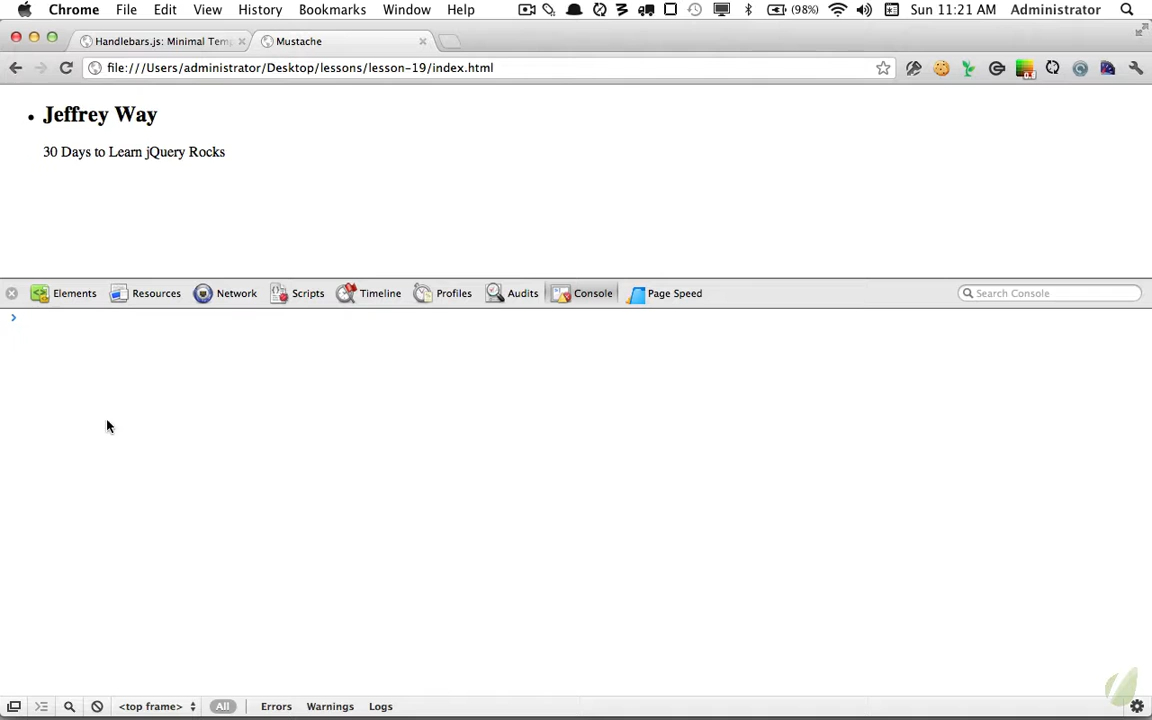 Chrome File Edit View History Bookmarks Window Help (98%) Sun 11:21 AM Administrator
Handlebars.js: Minimal Tem Mustache
file:///Users/administrator/Desktop/lessons/lesson-19/index.html
Jeffrey Way
30 Days to Learn jQuery Rocks
Elements Resources Network Scripts Timeline Profiles Audits Console Page Speed Search Console
<top frame> All Errors Warnings Logs